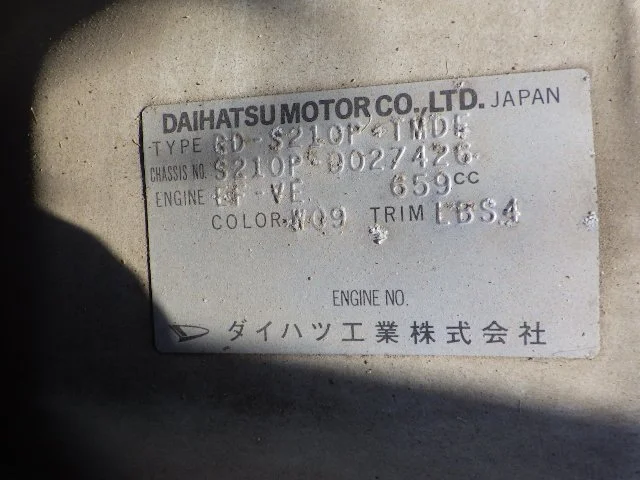 DAIHATSU MOTOR CO., LTD. JAPAN
TYPE GD-S210P-TMDF
CHASSIS NO. S210P-0027426
ENGINE EF-VE 659cc
COLOR W09 TRIM LBS4
ENGINE NO.
ダイハツ工業株式会社